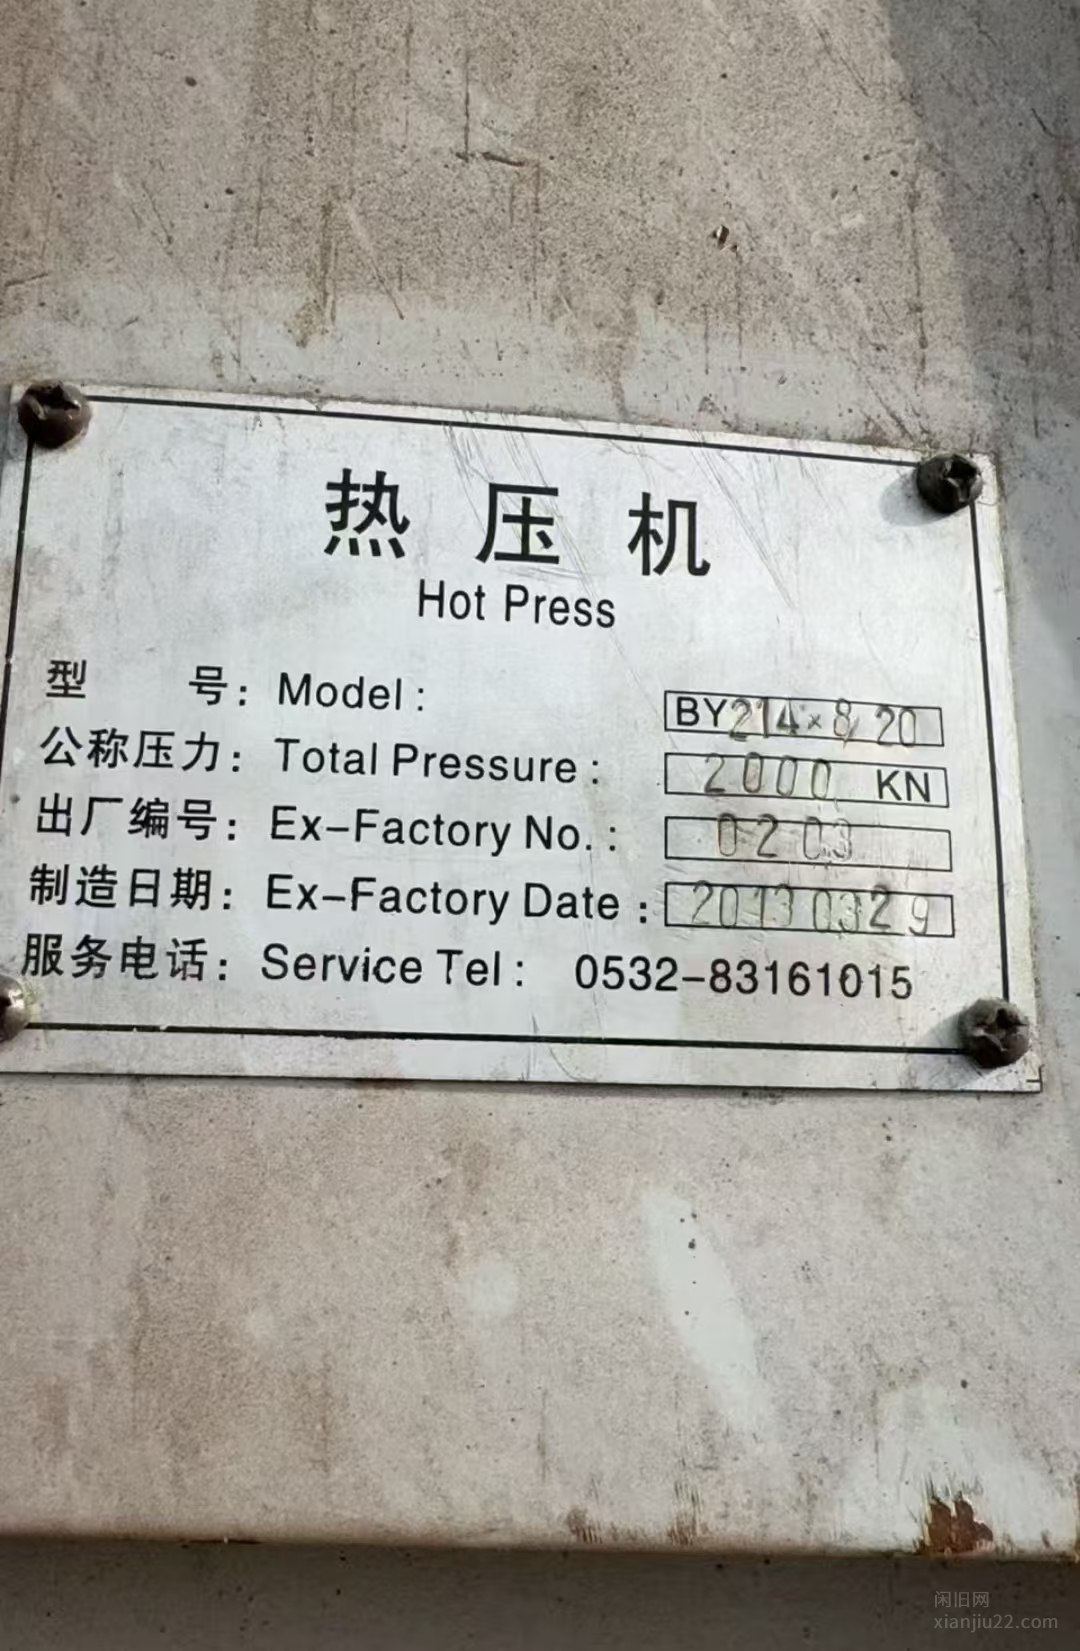 热压机
Hot Press
型 号：Model：
BY214×8/20
公称压力：Total Pressure：
2000 KN
出厂编号：Ex-Factory No.：
0203
制造日期：Ex-Factory Date：
20130329
服务电话：Service Tel： 0532-83161015
闲旧网
xianjiu22.com